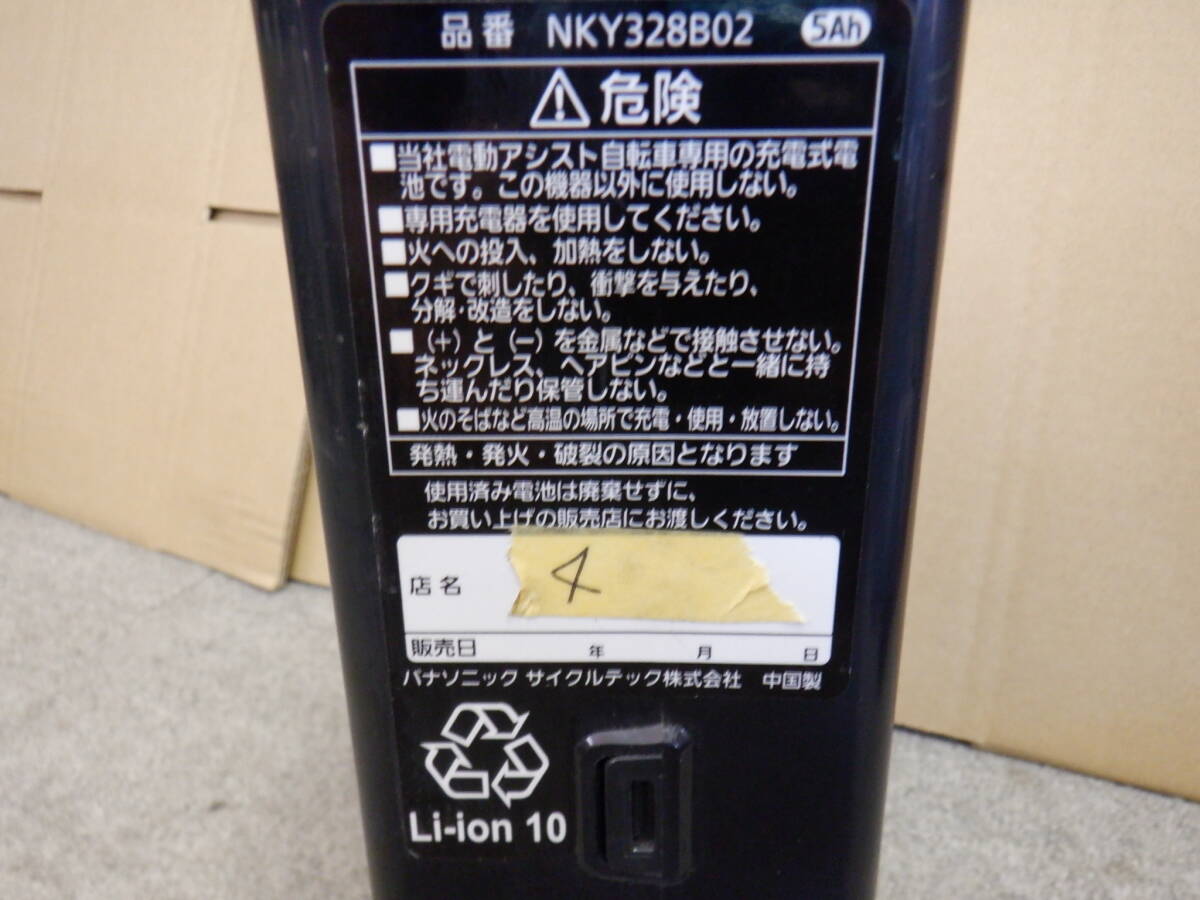 品番 NKY328B02 5Ah
危険
■当社電動アシスト自転車専用の充電式電
池です。この機器以外に使用しない。
■専用充電器を使用してください。
■火への投入、加熱をしない。
■クギで刺したり、衝撃を与えたり、
分解・改造をしない。
■(+)と(−)を金属などで接触させない。
ネックレス、ヘアピンなどと一緒に持
ち運んだり保管しない。
■火のそばなど高温の場所で充電・使用・放置しない。
発熱・発火・破裂の原因となります
使用済み電池は廃棄せずに、
お買い上げの販売店にお渡しください。
店名 4
販売日 年 月 日
パナソニック サイクルテック株式会社 中国製
Li-ion 10